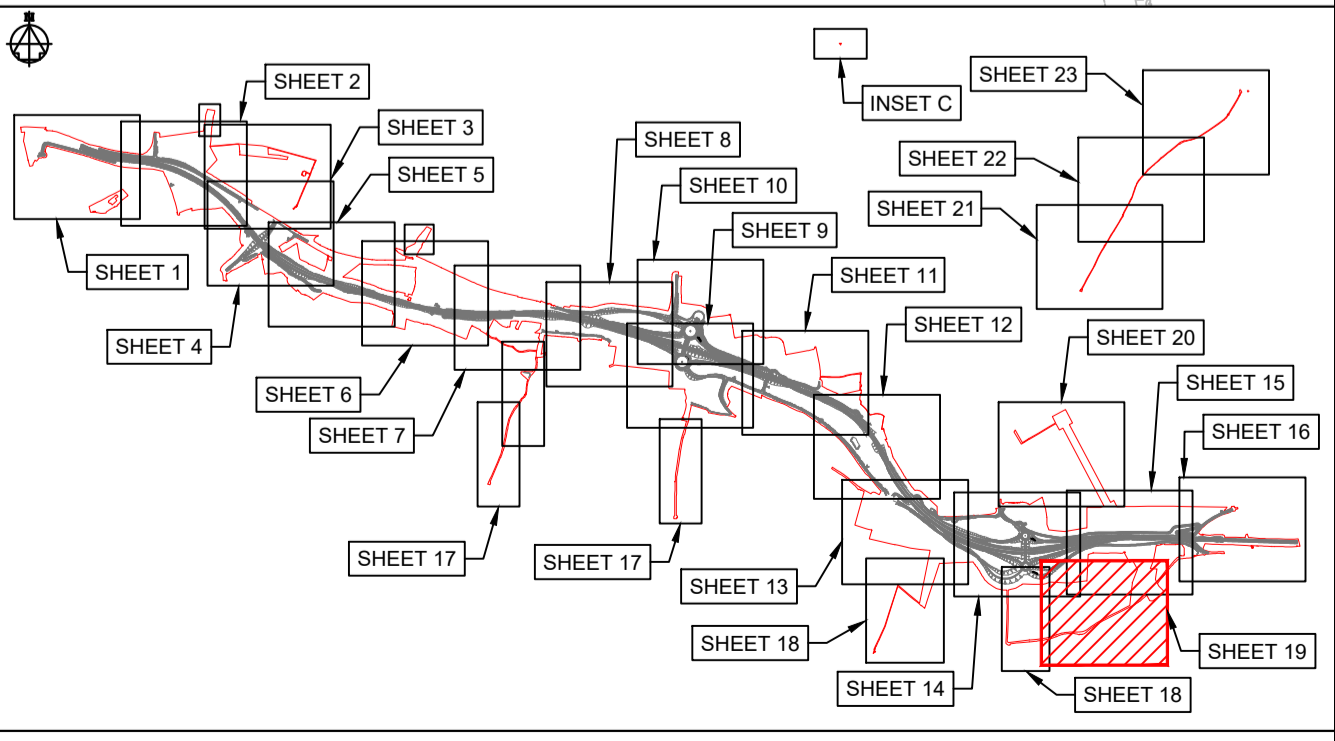 SHEET 2
SHEET 23
INSET C
SHEET 3
SHEET 8
SHEET 22
SHEET 5
SHEET 10
SHEET 21
SHEET 9
SHEET 1
SHEET 11
SHEET 12
SHEET 20
SHEET 4
SHEET 15
SHEET 6
SHEET 7
SHEET 16
SHEET 17
SHEET 17
SHEET 13
SHEET 18
SHEET 19
SHEET 14
SHEET 18